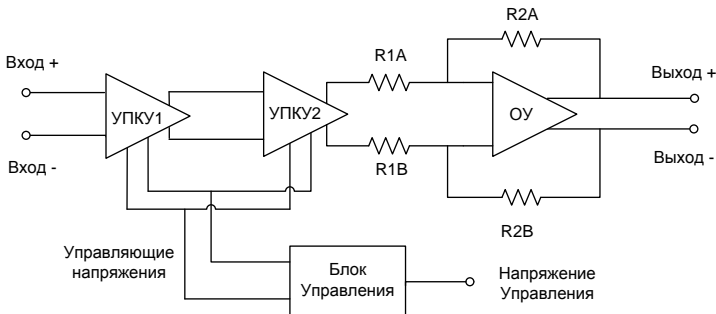 R2A
R1A
Вход +
Выход +
УПКУ1
УПКУ2
ОУ
Вход -
R1B
Выход -
R2B
Управляющие
напряжения
Блок
Управления
Напряжение
Управления